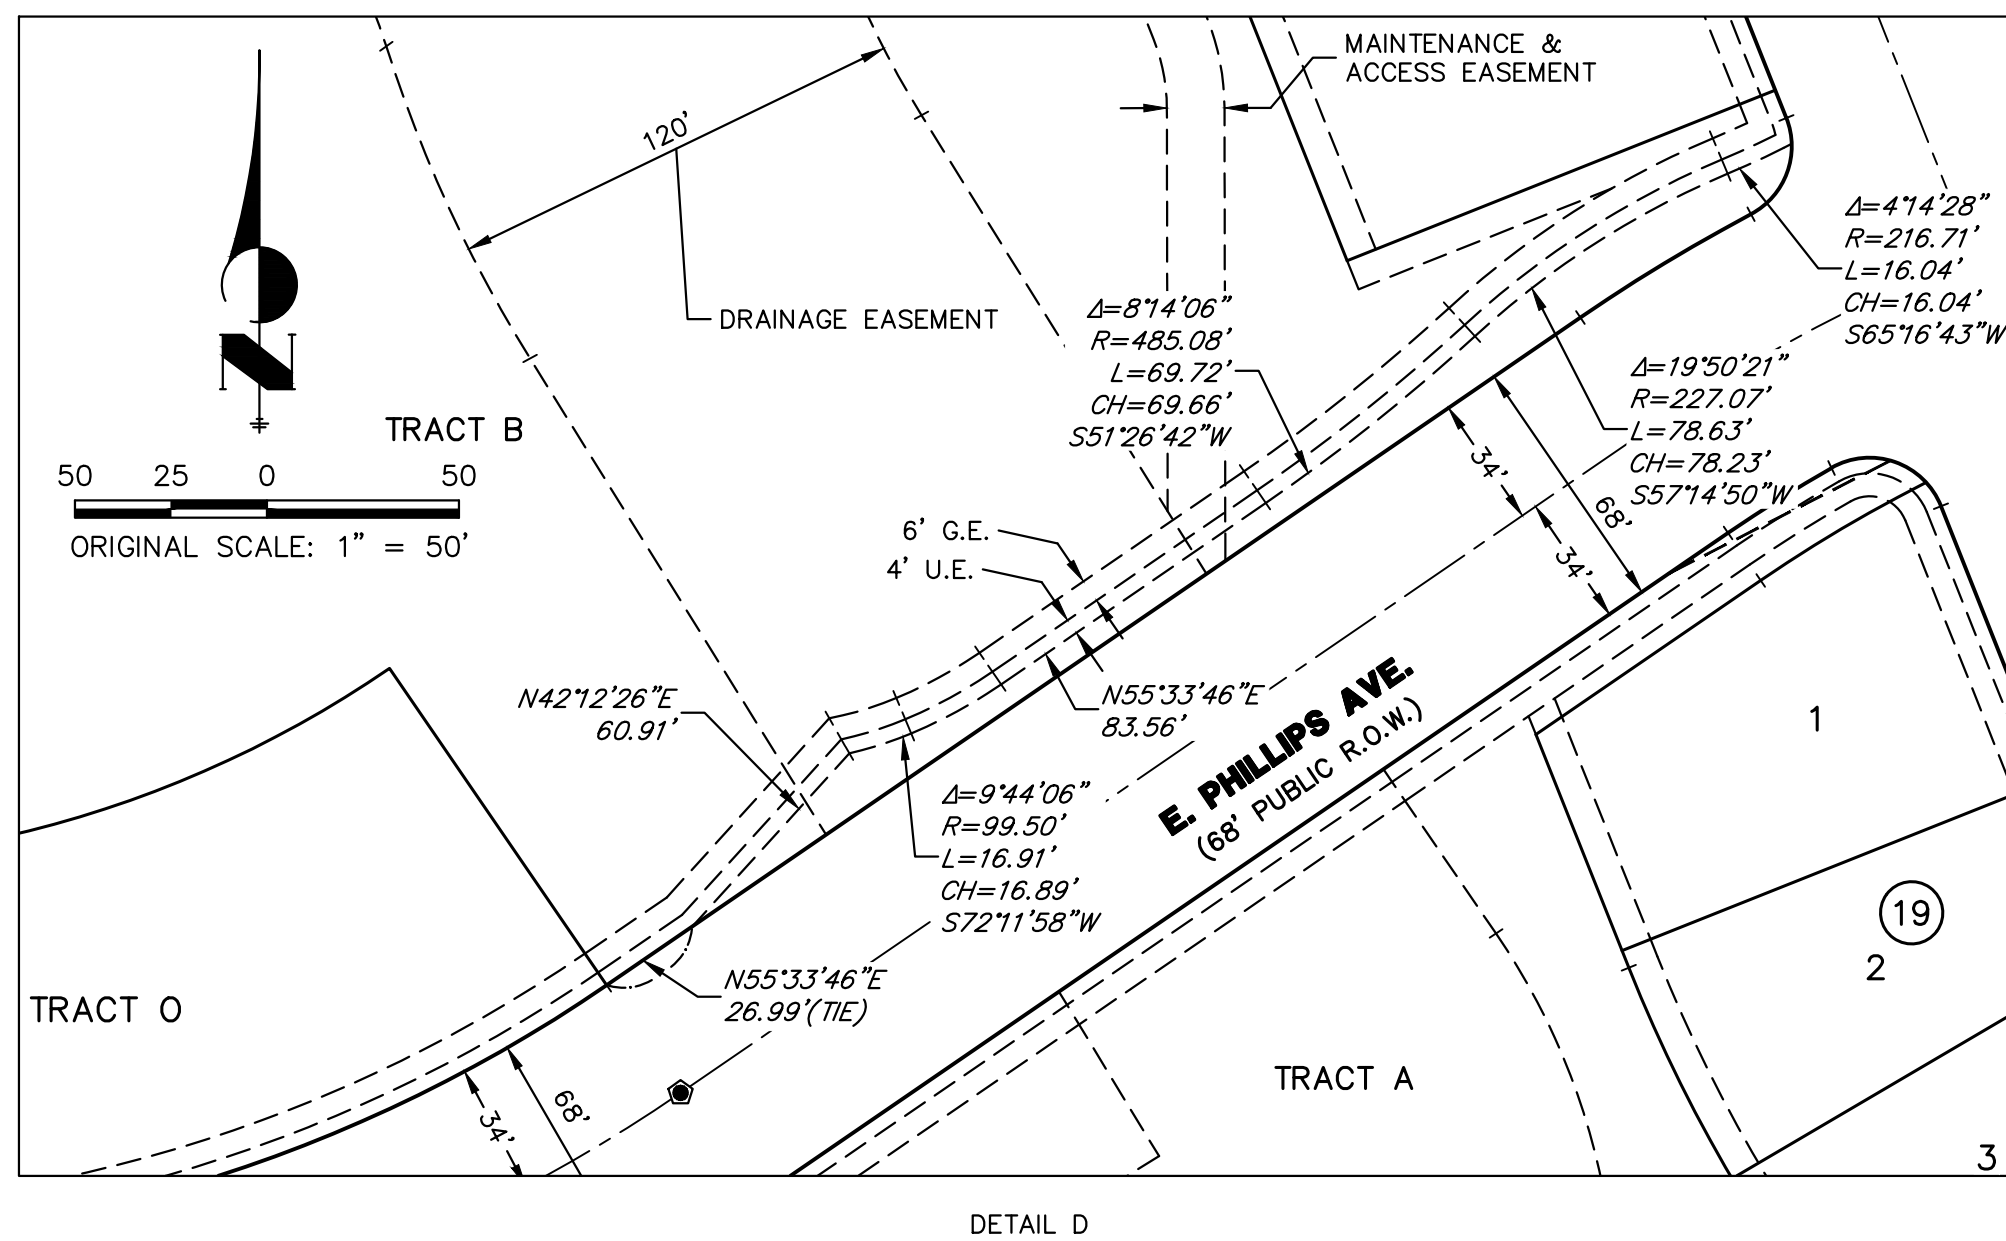 MAINTENANCE &
ACCESS EASEMENT
120'
N
DRAINAGE EASEMENT
Δ=8°14'06"
R=485.08'
L=69.72'
CH=69.66'
S51°26'42"W
Δ=4°14'28"
R=216.71'
L=16.04'
CH=16.04'
S65°16'43"W
Δ=19°50'21"
R=227.07'
L=78.63'
CH=78.23'
S57°14'50"W
TRACT B
50 25 0 50
ORIGINAL SCALE: 1" = 50'
34'
68'
34'
6' G.E.
4' U.E.
N42°12'26"E
60.91'
N55°33'46"E
83.56'
E. PHILLIPS AVE.
(68' PUBLIC R.O.W.)
1
Δ=9°44'06"
R=99.50'
L=16.91'
CH=16.89'
S72°11'58"W
19
2
N55°33'46"E
26.99'(TIE)
TRACT O
68'
34'
TRACT A
3
DETAIL D